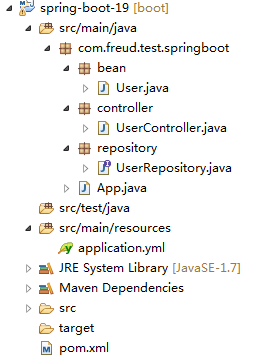 spring-boot-19 [boot]
src/main/java
com.freud.test.springboot
bean
User.java
controller
UserController.java
repository
UserRepository.java
App.java
src/test/java
src/main/resources
application.yml
JRE System Library [JavaSE-1.7]
Maven Dependencies
src
target
pom.xml